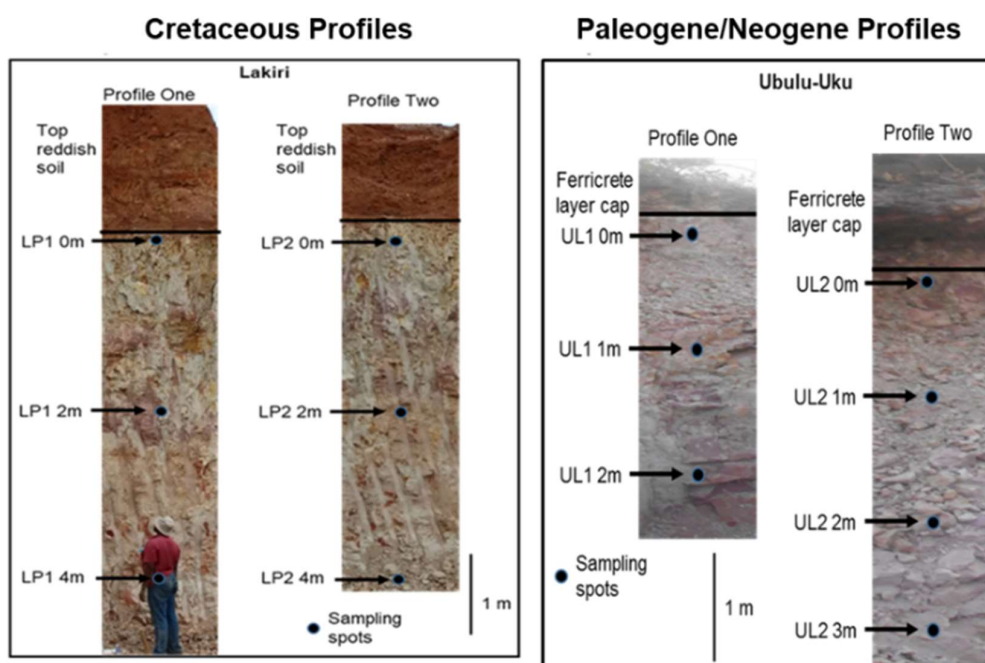 Cretaceous Profiles
Lakiri
Profile One
Top
reddish
soil
LP1 0m
LP1 2m
LP1 4m
Profile Two
Top
reddish
soil
LP2 0m
LP2 2m
LP2 4m
1 m
Sampling
spots
Paleogene/Neogene Profiles
Ubulu-Uku
Profile One
Ferricrete
layer cap
UL1 0m
UL1 1m
UL1 2m
Sampling
spots
1 m
Profile Two
Ferricrete
layer cap
UL2 0m
UL2 1m
UL2 2m
UL2 3m